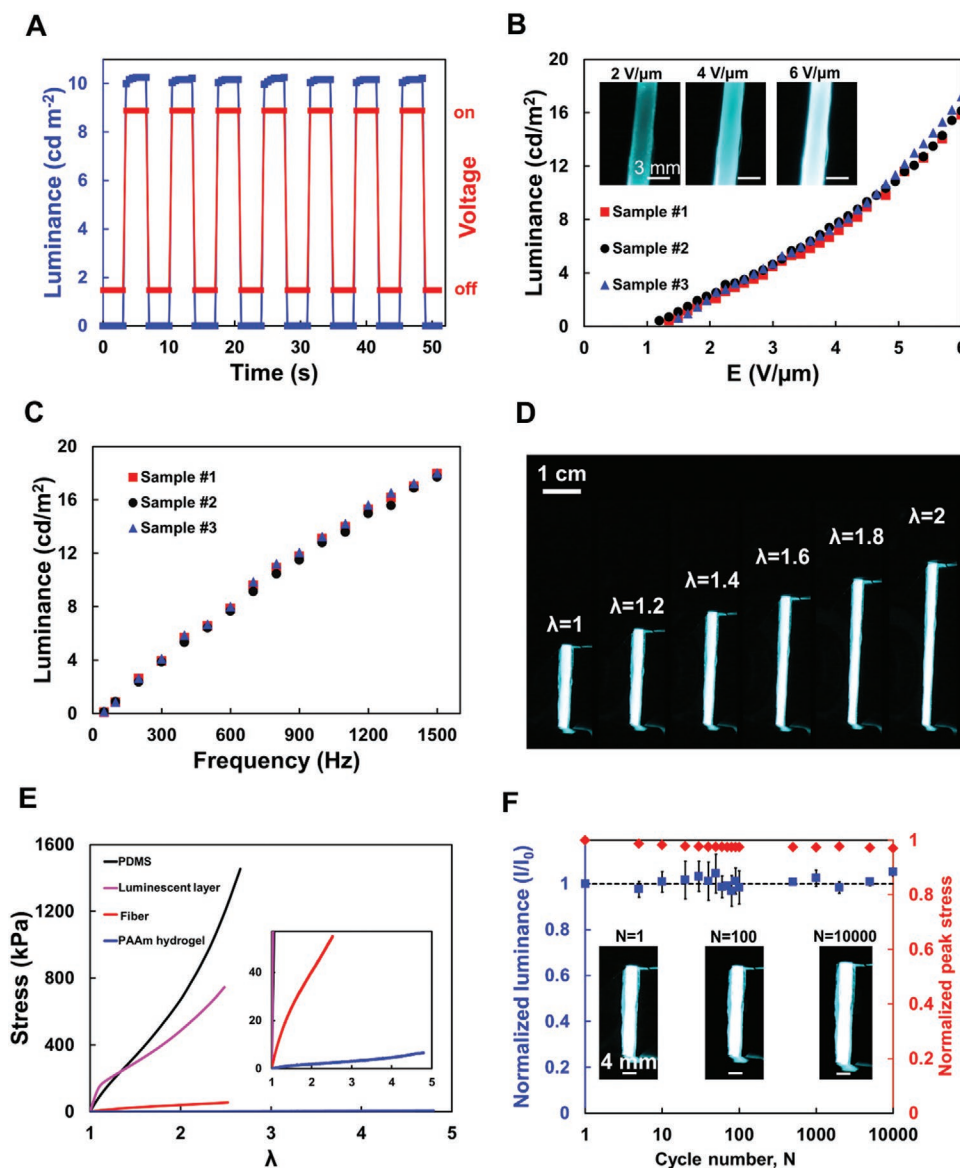 A
Luminance (cd m⁻²)
10
8
6
4
2
0
on
off
Voltage
0 10 20 30 40 50
Time (s)
B
Luminance (cd/m²)
20
16
12
8
4
0
2 V/μm 4 V/μm 6 V/μm
3 mm
Sample #1
Sample #2
Sample #3
0 1 2 3 4 5 6
E (V/μm)
C
Luminance (cd/m²)
20
16
12
8
4
0
Sample #1
Sample #2
Sample #3
0 300 600 900 1200 1500
Frequency (Hz)
D
1 cm
λ=1
λ=1.2
λ=1.4
λ=1.6
λ=1.8
λ=2
E
Stress (kPa)
1600
1200
800
400
0
PDMS
Luminescent layer
Fiber
PAAm hydrogel
40
20
0
1 2 3 4 5
1 2 3 4 5
λ
F
Normalized luminance (I/I₀)
1
0.8
0.6
0.4
0.2
0
N=1 N=100 N=10000
4 mm
1
0.8
0.6
0.4
0.2
0
Normalized peak stress
1 10 100 1000 10000
Cycle number, N